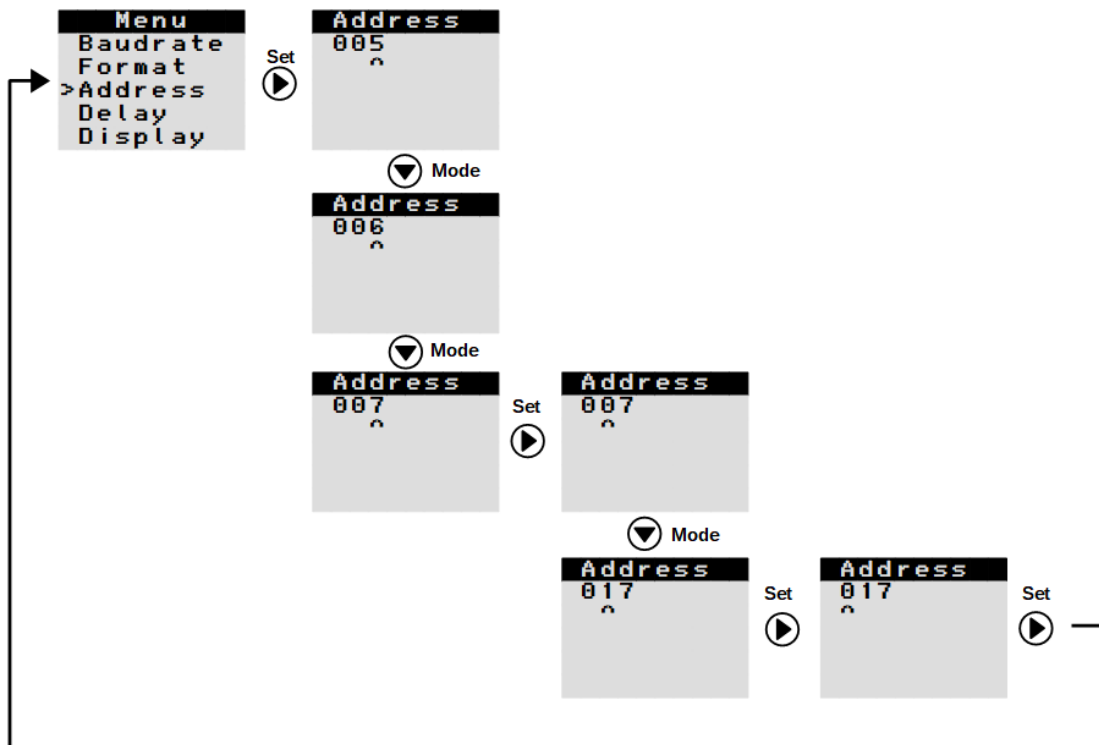 Menu
Baudrate
Format
>Address
Delay
Display
Set
Address
005
Mode
Address
006
Mode
Address
007
Set
Address
007
Mode
Address
017
Set
Address
017
Set